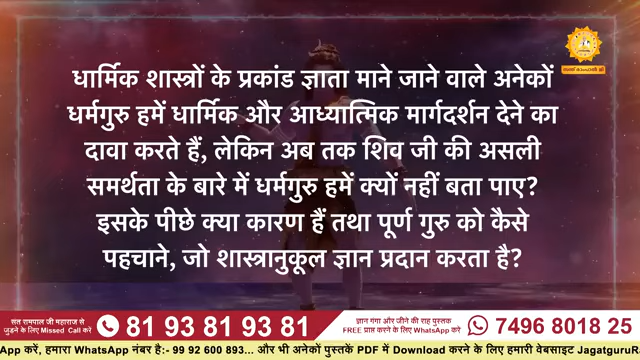 धार्मिक शास्त्रों के प्रकांड ज्ञाता माने जाने वाले अनेकों
धर्मगुरु हमें धार्मिक और आध्यात्मिक मार्गदर्शन देने का
दावा करते हैं, लेकिन अब तक शिव जी की असली
समर्थता के बारे में धर्मगुरु हमें क्यों नहीं बता पाए?
इसके पीछे क्या कारण हैं तथा पूर्ण गुरु को कैसे
पहचाने, जो शास्त्रानुकूल ज्ञान प्रदान करता है?
संत रामपाल जी महाराज से
जुड़ने के लिए Missed Call करें
81 93 81 93 81
ज्ञान गंगा और जीने की राह पुस्तक
FREE प्राप्त करने के लिए WhatsApp करें
7496 8018 25
App करें, हमारा WhatsApp नंबर है:- 99 92 600 893... और भी अनेकों पुस्तकें PDF में Download करने के लिए हमारी वेबसाइट Jagatguru